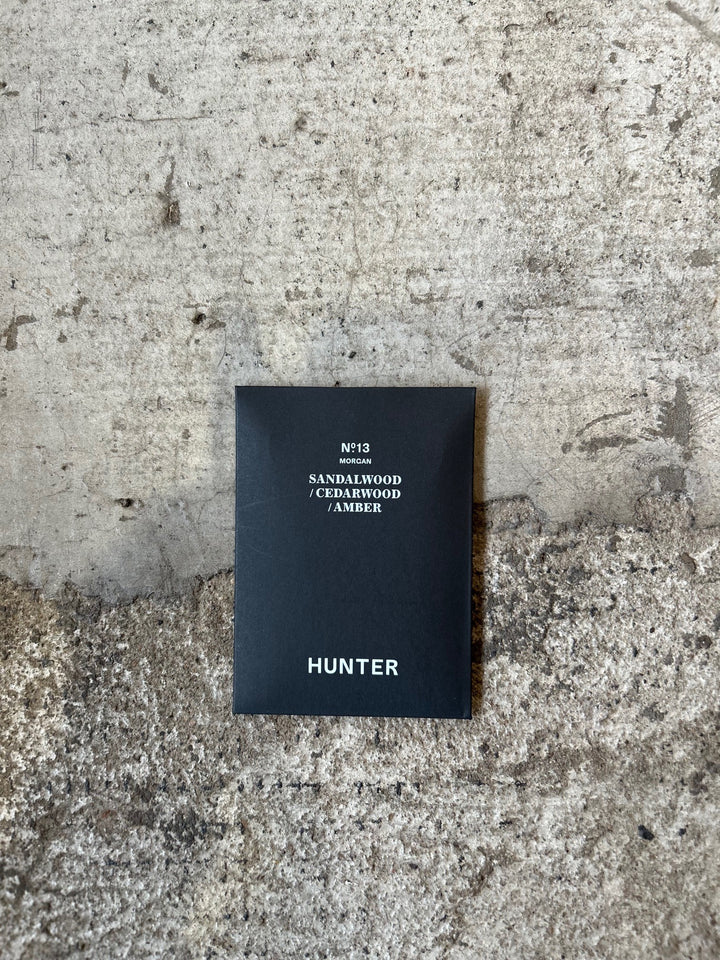 Nº13
MORGAN
SANDALWOOD
/CEDARWOOD
/AMBER
HUNTER